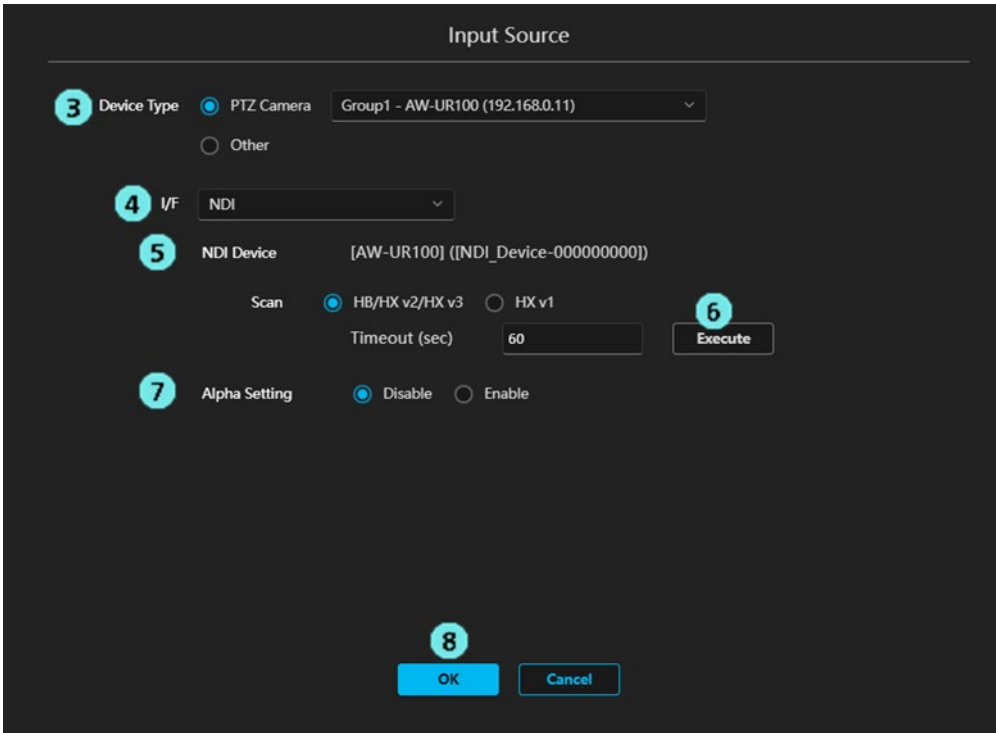 Input Source
3 Device Type PTZ Camera Group1 - AW-UR100 (192.168.0.11)
Other
4 I/F NDI
5 NDI Device [AW-UR100] ([NDI_Device-000000000])
Scan HB/HX v2/HX v3 HX v1
6
Timeout (sec) 60 Execute
7 Alpha Setting Disable Enable
8
OK Cancel